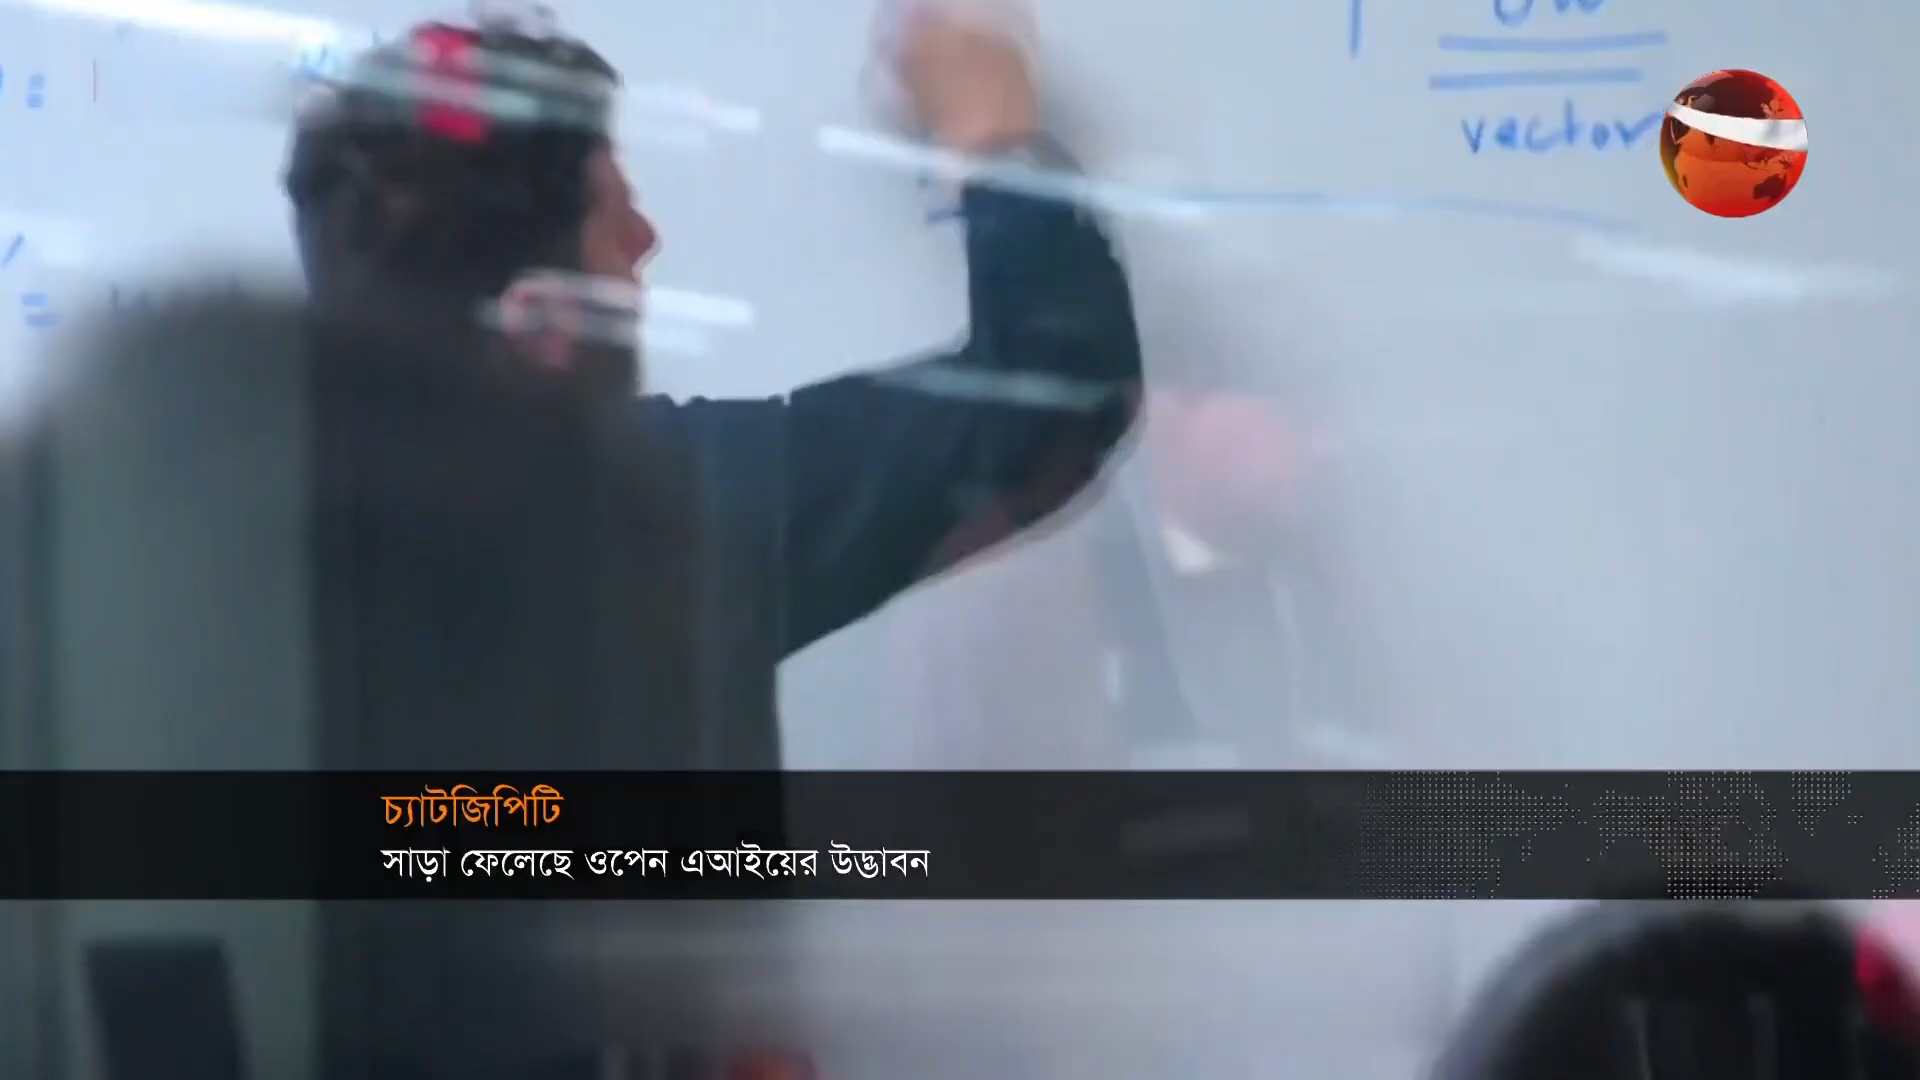 vector
চ্যাটজিপিটি
সাড়া ফেলেছে ওপেন এআইয়ের উদ্ভাবন